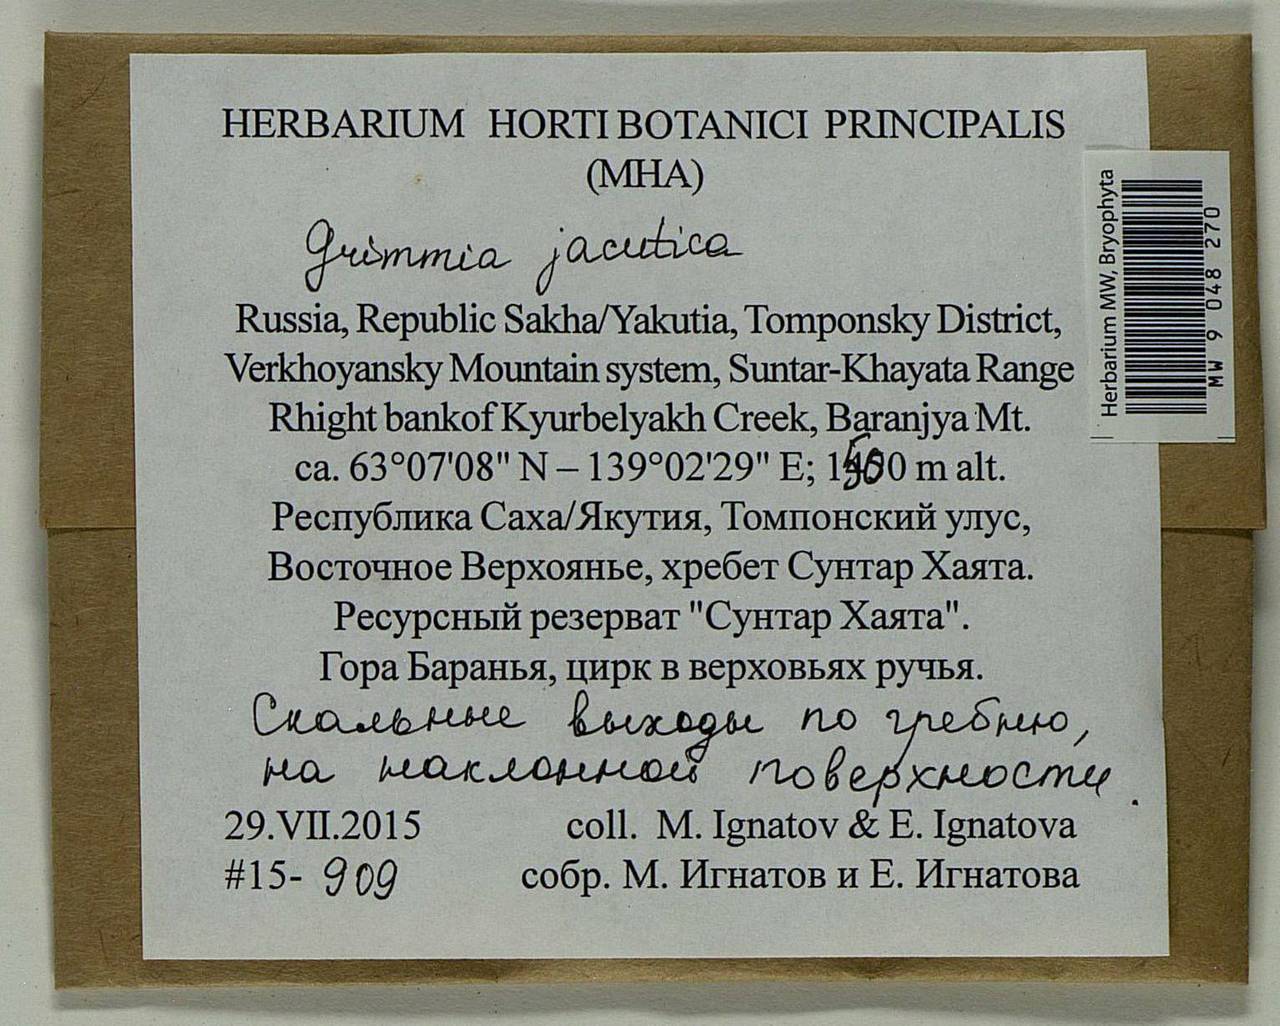 HERBARIUM HORTI BOTANICI PRINCIPALIS
(MHA)
Grimmia jacutica
Russia, Republic Sakha/Yakutia, Tomponsky District,
Verkhoyansky Mountain system, Suntar-Khayata Range
Rhight bankof Kyurbelyakh Creek, Baranjya Mt.
ca. 63°07'08" N – 139°02'29" E; m alt.
Республика Саха/Якутия, Томпонский улус,
Восточное Верхоянье, хребет Сунтар Хаята.
Ресурсный резерват "Сунтар Хаята".
Гора Баранья, цирк в верховьях ручья.
Скальные выходы по гребню,
на наклонной поверхности.
29.VII.2015 coll. M. Ignatov & E. Ignatova
#15- 909 собр. М. Игнатов и Е. Игнатова
Herbarium MW, Bryophyta
MW 9 048 270